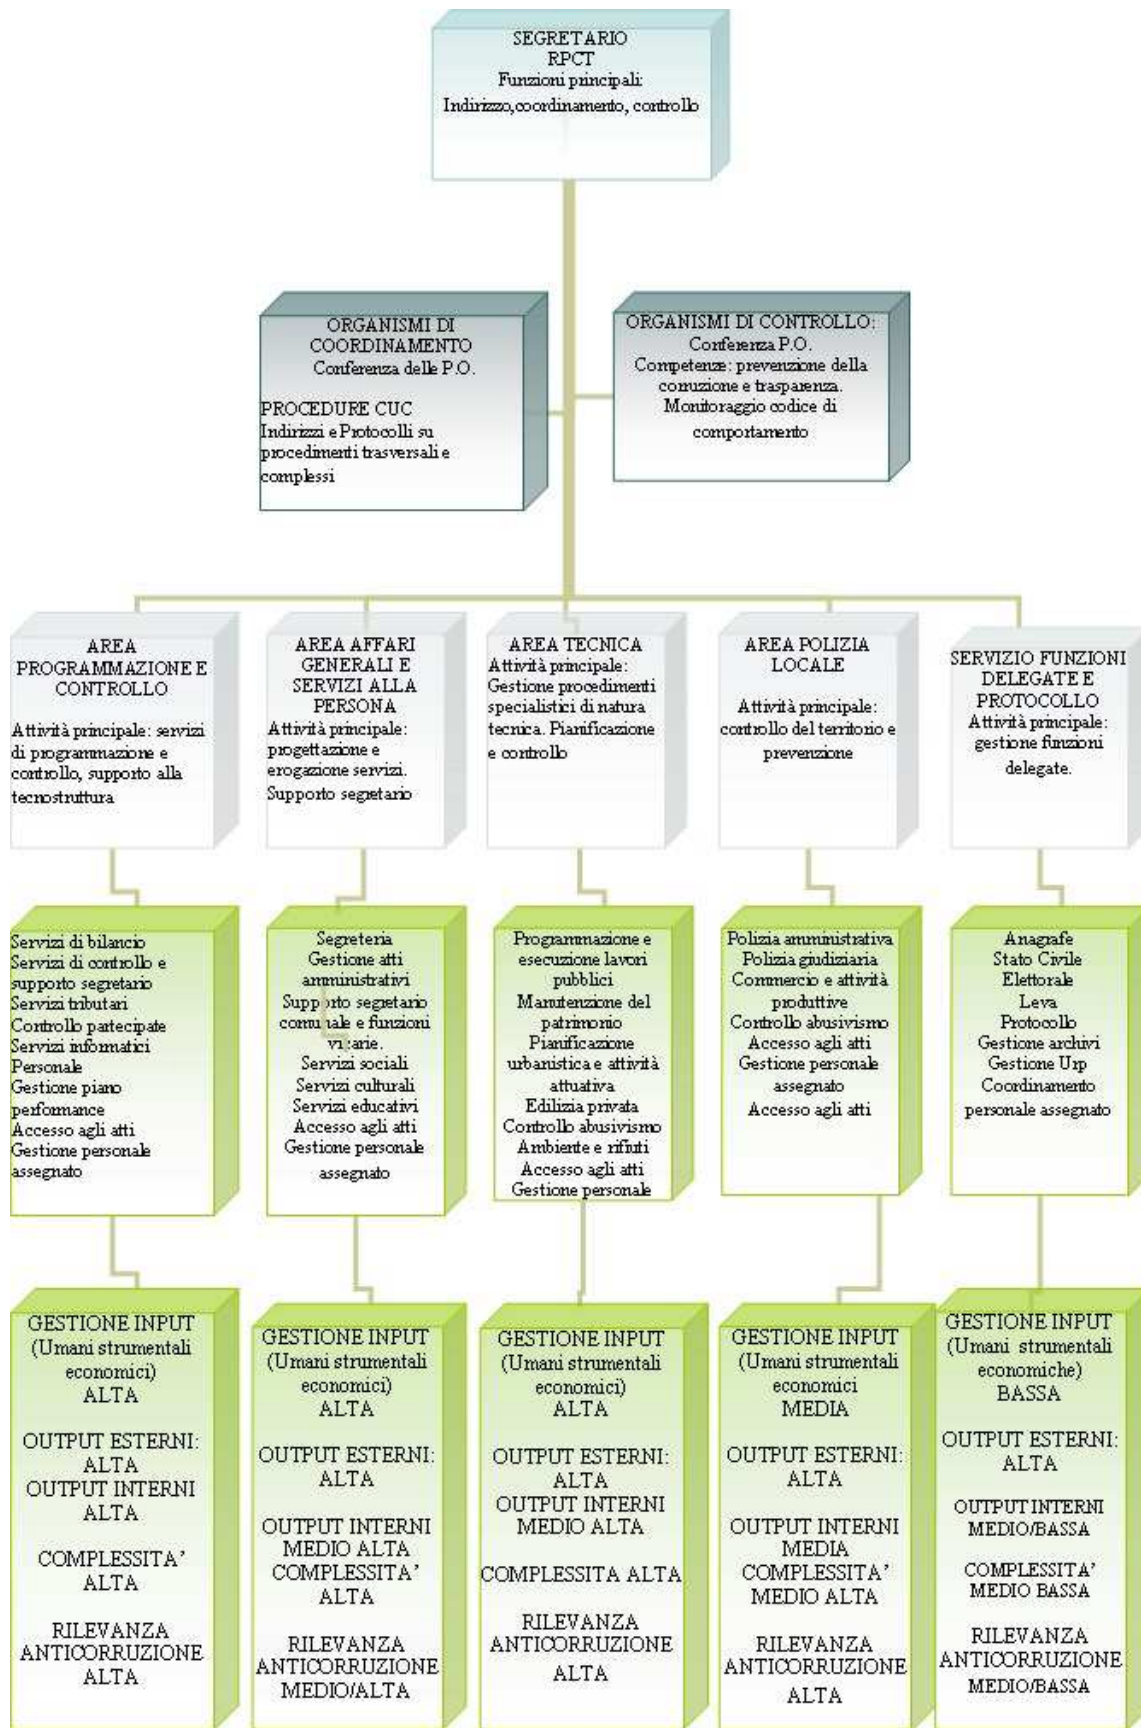 SEGRETARIO
RPCT
Funzioni principali:
Indirizzo,coordinamento, controllo
ORGANISMI DI
COORDINAMENTO
Conferenza delle P.O.
PROCEDURE CUC
Indirizzi e Protocolli su
procedimenti trasversali e
complessi
ORGANISMI DI CONTROLLO:
Conferenza P.O.
Competenze: prevenzione della
corruzione e trasparenza.
Monitoraggio codice di
comportamento
AREA
PROGRAMMAZIONE E
CONTROLLO
Attività principale: servizi
di programmazione e
controllo, supporto alla
tecnostruttura
AREA AFFARI
GENERALI E
SERVIZI ALLA
PERSONA
Attività principale:
progettazione e
erogazione servizi.
Supporto segretario
AREA TECNICA
Attività principale:
Gestione procedimenti
specialistici di natura
tecnica. Pianificazione
e controllo
AREA POLIZIA
LOCALE
Attività principale:
controllo del territorio e
prevenzione
SERVIZIO FUNZIONI
DELEGATE E
PROTOCOLLO
Attività principale:
gestione funzioni
delegate.
Servizi di bilancio
Servizi di controllo e
supporto segretario
Servizi tributari
Controllo partecipate
Servizi informatici
Personale
Gestione piano
performance
Accesso agli atti
Gestione personale
assegnato
Segreteria
Gestione atti
amministrativi
Supporto segretario
comunale e funzioni
vicarie.
Servizi sociali
Servizi culturali
Servizi educativi
Accesso agli atti
Gestione personale
assegnato
Programmazione e
esecuzione lavori
pubblici
Manutenzione del
patrimonio
Pianificazione
urbanistica e attività
attuativa
Edilizia privata
Controllo abusivismo
Ambiente e rifiuti
Accesso agli atti
Gestione personale
Polizia amministrativa
Polizia giudiziaria
Commercio e attività
produttive
Controllo abusivismo
Accesso agli atti
Gestione personale
assegnato
Accesso agli atti
Anagrafe
Stato Civile
Elettorale
Leva
Protocollo
Gestione archivi
Gestione Urp
Coordinamento
personale assegnato
GESTIONE INPUT
(Umani strumentali
economici)
ALTA
OUTPUT ESTERNI:
ALTA
OUTPUT INTERNI
ALTA
COMPLESSITA'
ALTA
RILEVANZA
ANTICORRUZIONE
ALTA
GESTIONE INPUT
(Umani strumentali
economici)
ALTA
OUTPUT ESTERNI:
ALTA
OUTPUT INTERNI
MEDIO ALTA
COMPLESSITA'
ALTA
RILEVANZA
ANTICORRUZIONE
MEDIO/ALTA
GESTIONE INPUT
(Umani strumentali
economici)
ALTA
OUTPUT ESTERNI:
ALTA
OUTPUT INTERNI
MEDIO ALTA
COMPLESSITA ALTA
RILEVANZA
ANTICORRUZIONE
ALTA
GESTIONE INPUT
(Umani strumentali
economici
MEDIA
OUTPUT ESTERNI:
ALTA
OUTPUT INTERNI
MEDIA
COMPLESSITA'
MEDIO ALTA
RILEVANZA
ANTICORRUZIONE
ALTA
GESTIONE INPUT
(Umani strumentali
economiche)
BASSA
OUTPUT ESTERNI:
ALTA
OUTPUT INTERNI
MEDIO/BASSA
COMPLESSITA'
MEDIO BASSA
RILEVANZA
ANTICORRUZIONE
MEDIO/BASSA